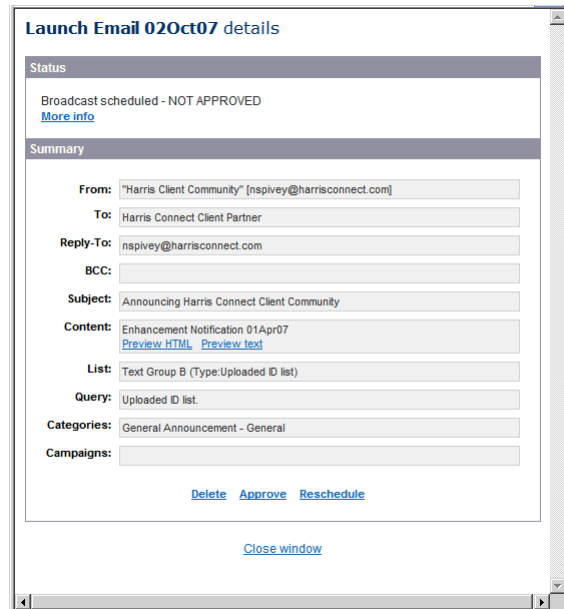 Launch Email 02Oct07 details
Status
Broadcast scheduled - NOT APPROVED
More info
Summary
From: "Harris Client Community" [nspivey@harrisconnect.com]
To: Harris Connect Client Partner
Reply-To: nspivey@harrisconnect.com
BCC:
Subject: Announcing Harris Connect Client Community
Content: Enhancement Notification 01Apr07
Preview HTML Preview text
List: Text Group B (Type:Uploaded ID list)
Query: Uploaded ID list.
Categories: General Announcement - General
Campaigns:
Delete Approve Reschedule
Close window